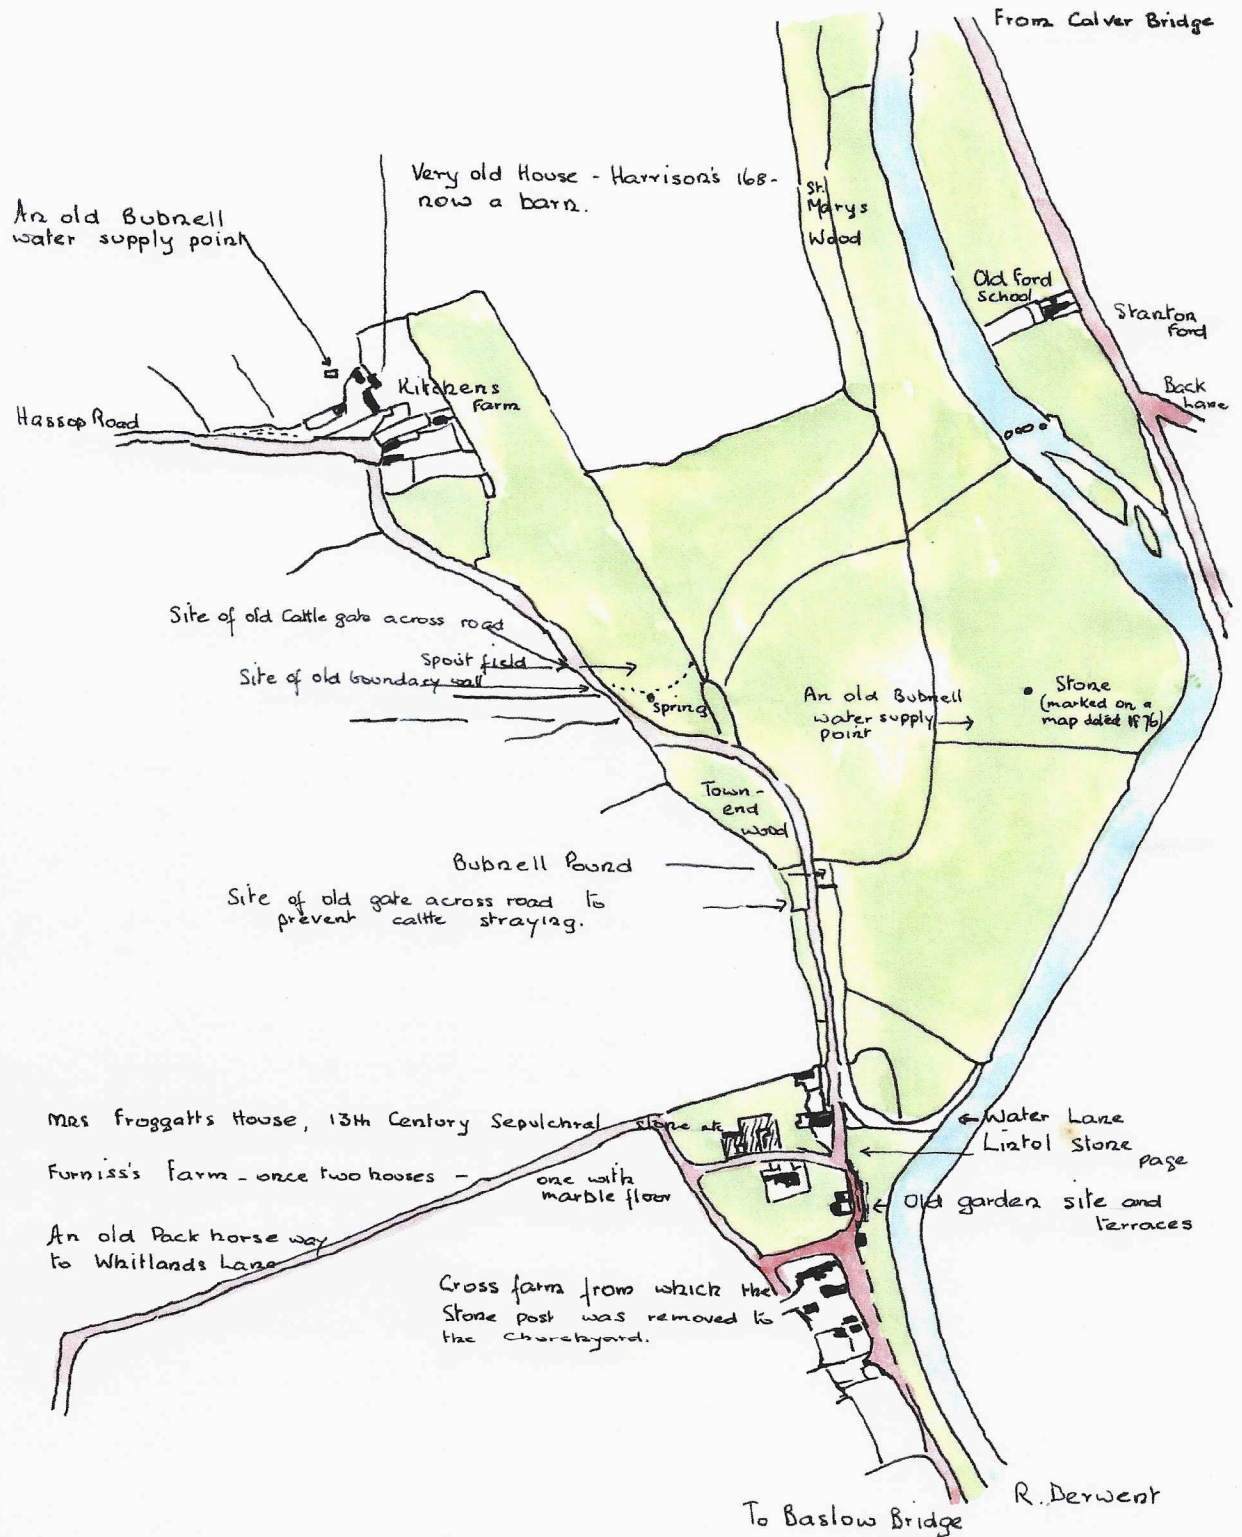 From Calver Bridge
Very old House - Harrison's 168-
now a barn.
An old Bubnell
water supply point
St.
Marys
Wood
Old Ford
School
Stanton
Ford
Kitchens
Farm
Back
Lane
Hassop Road
Site of old Cattle gate across road
Spout field
Site of old boundary wall
Spring
An old Bubnell
water supply
point
Stone
(marked on a
map dated 1876)
Town-
end
wood
Bubnell Pound
Site of old gate across road to
prevent cattle straying.
Mrs Froggatts House, 13th Century Sepulchral stone etc
Water Lane
Lintol Stone
page
Furniss's Farm - once two houses -
one with
marble floor
Old garden site and
terraces
An old Pack horse way
to Whitlands Lane
Cross farm from which the
Stone post was removed to
the Churchyard.
R. Derwent
To Baslow Bridge